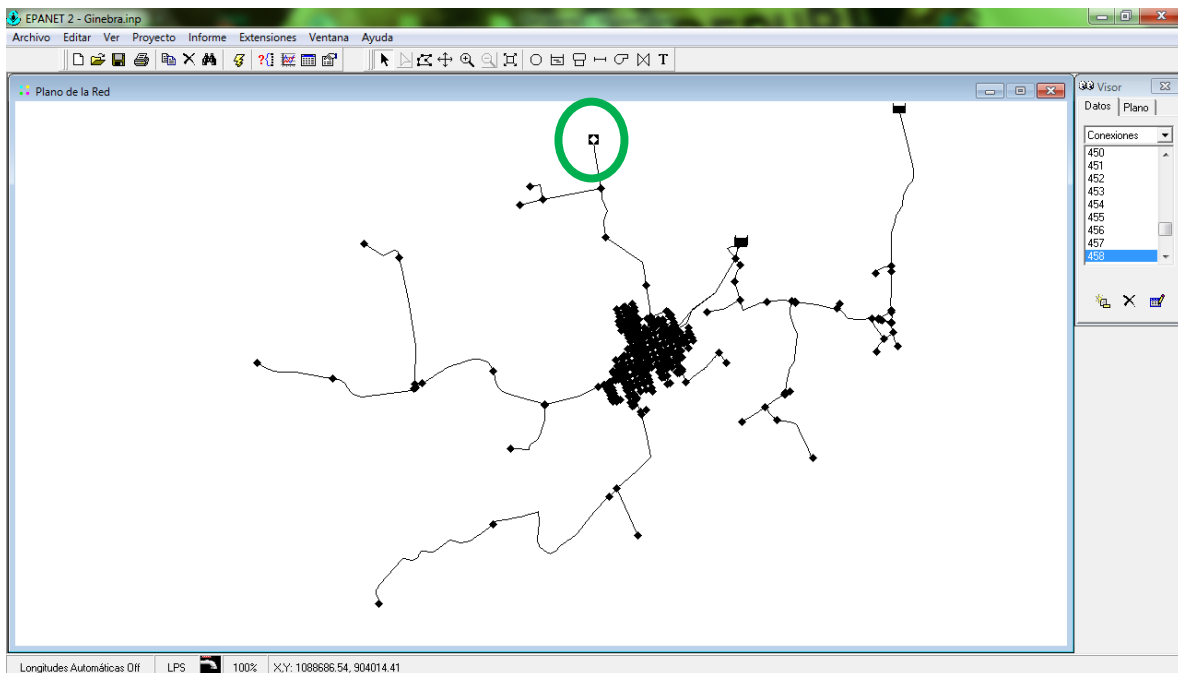 EPANET 2 - Ginebra.inp
Archivo Editar Ver Proyecto Informe Extensiones Ventana Ayuda
T
Plano de la Red
Visor
Datos Plano
Conexiones
450
451
452
453
454
455
456
457
458
Longitudes Automáticas Off LPS 100% X,Y: 1088686.54, 904014.41